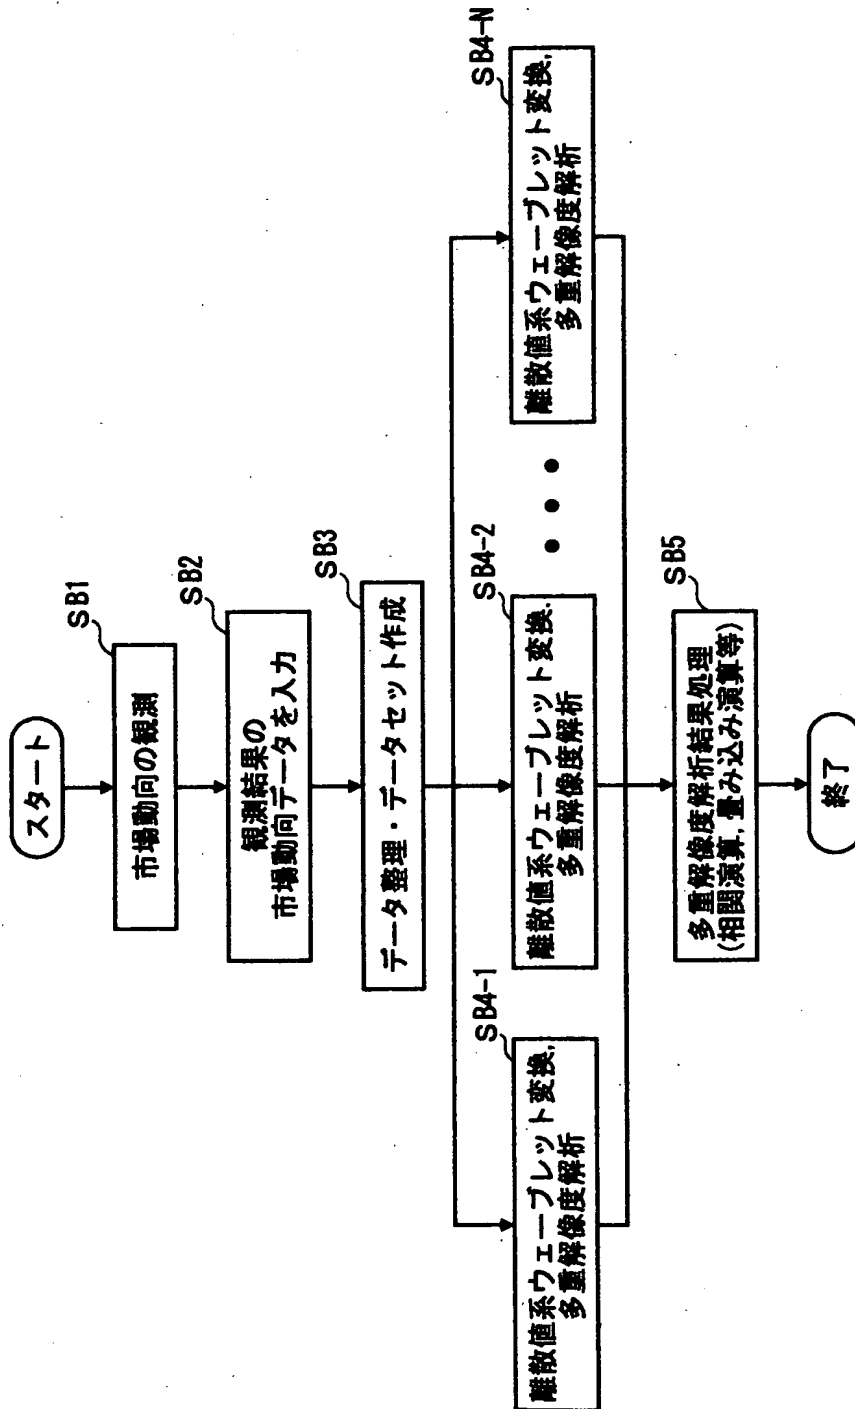 スタート
SB1
市場動向の観測
SB2
観測結果の
市場動向データを入力
SB3
データ整理・データセット作成
SB4-1
離散値系ウェーブレット変換,
多重解像度解析
SB4-2
離散値系ウェーブレット変換.
多重解像度解析
• • •
SB4-N
離散値系ウェーブレット変換,
多重解像度解析
SB5
多重解像度解析結果処理
(相関演算, 畳み込み演算等)
終了